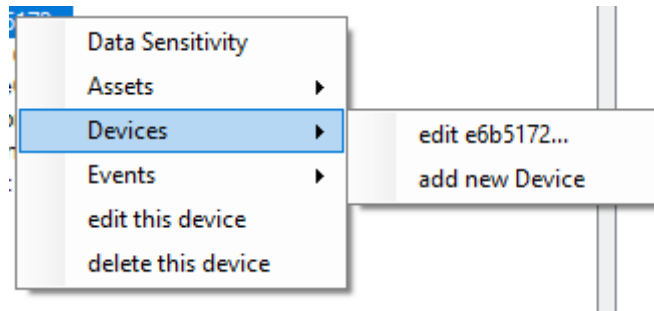 Data Sensitivity
Assets
Devices
edit e6b5172...
Events
add new Device
edit this device
delete this device